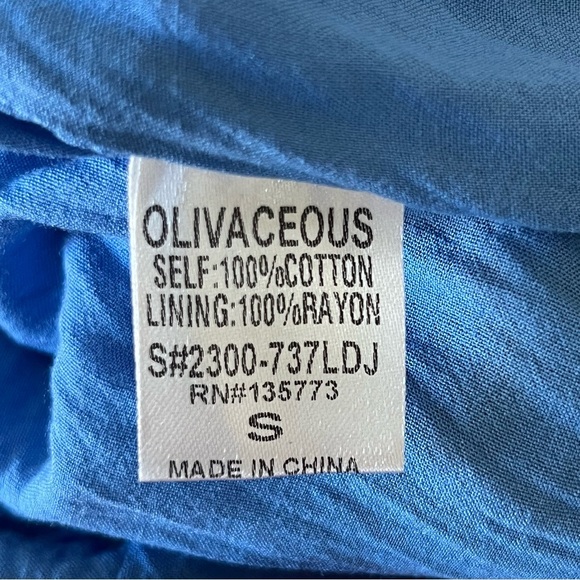 OLIVACEOUS
SELF:100%COTTON
LINING:100%RAYON
S#2300-737LDJ
RN#135773
S
MADE IN CHINA